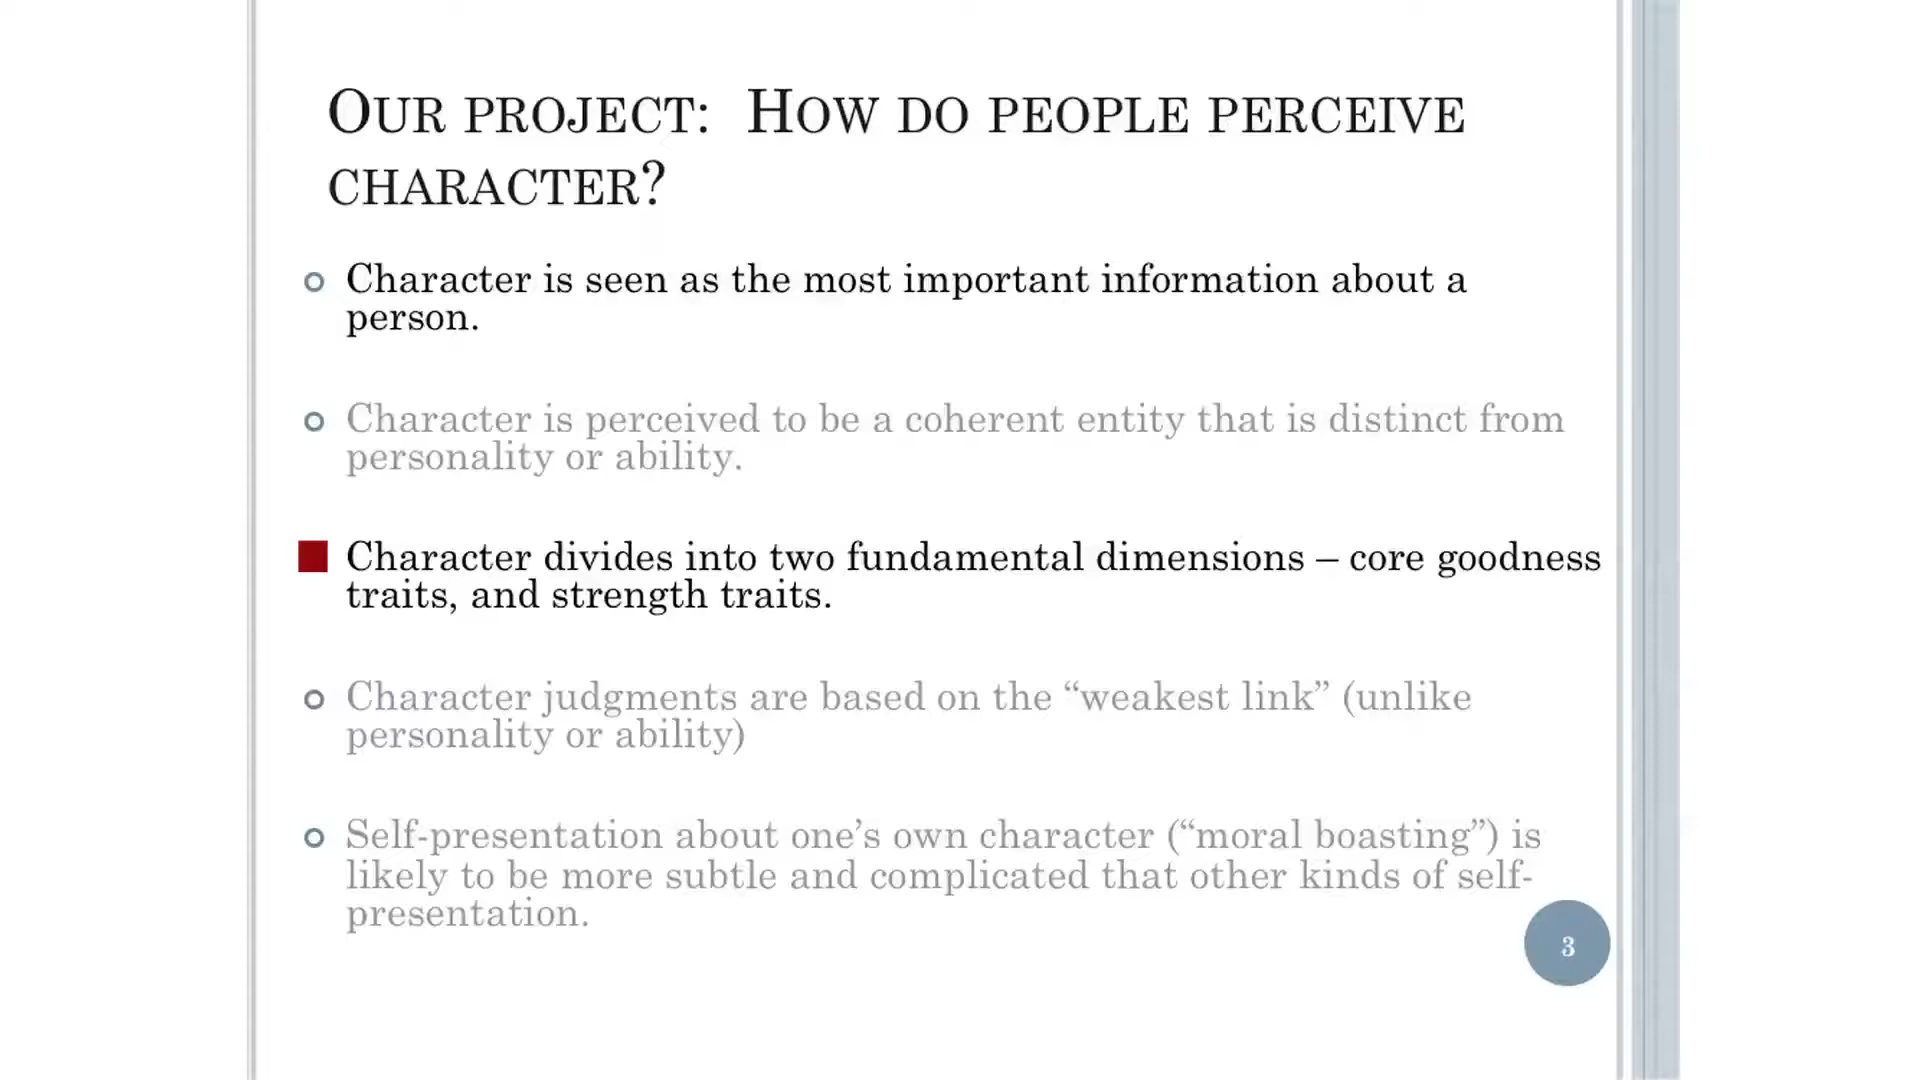 OUR PROJECT: HOW DO PEOPLE PERCEIVE
CHARACTER?
Character is seen as the most important information about a
person.
Character is perceived to be a coherent entity that is distinct from
personality or ability.
Character divides into two fundamental dimensions – core goodness
traits, and strength traits.
Character judgments are based on the “weakest link” (unlike
personality or ability)
Self-presentation about one’s own character (“moral boasting”) is
likely to be more subtle and complicated that other kinds of self-
presentation.
3